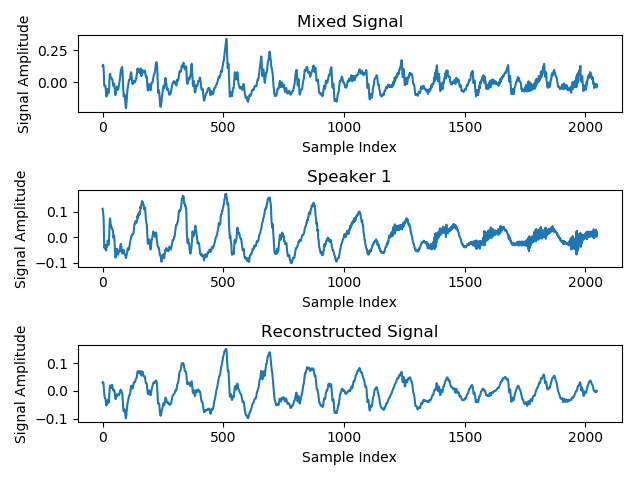 Mixed Signal
Signal Amplitude
0.25
0.00
0 500 1000 1500 2000
Sample Index
Speaker 1
Signal Amplitude
0.1
0.0
−0.1
0 500 1000 1500 2000
Sample Index
Reconstructed Signal
Signal Amplitude
0.1
0.0
−0.1
0 500 1000 1500 2000
Sample Index